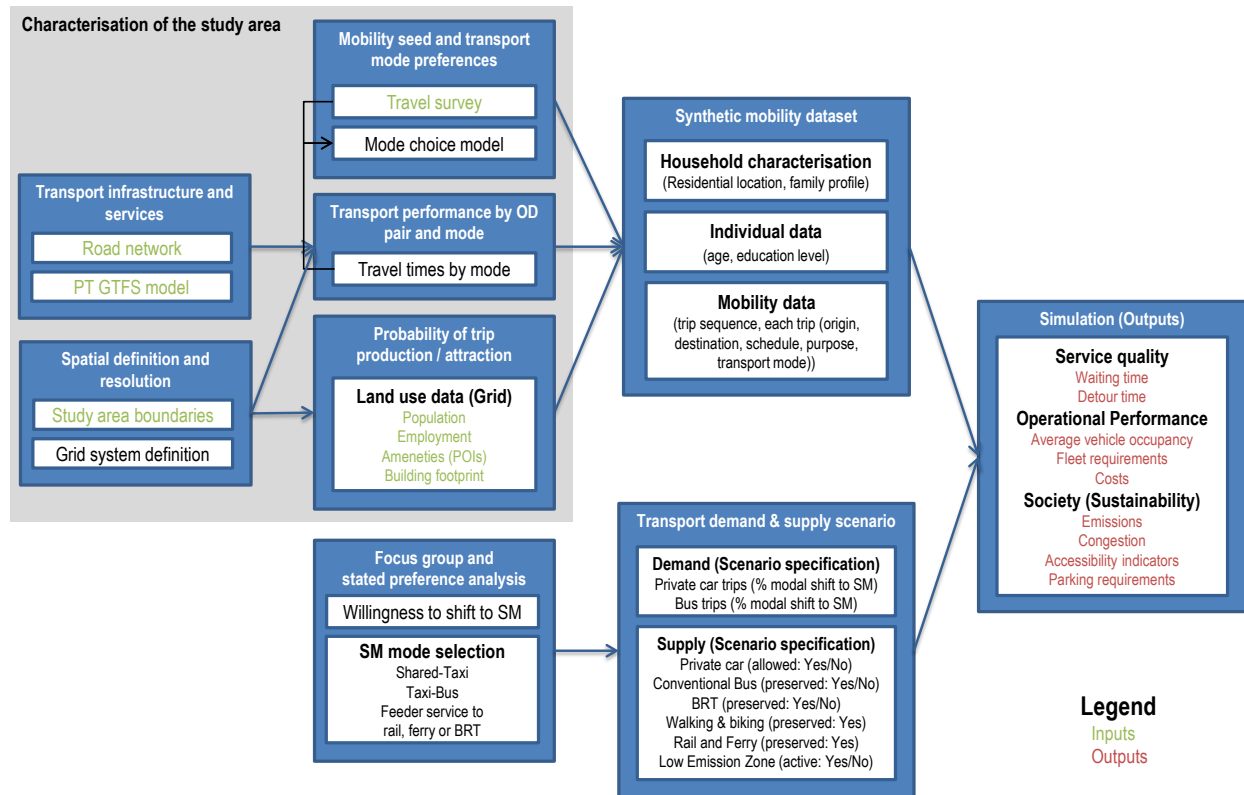 Characterisation of the study area
Mobility seed and transport
mode preferences
Travel survey
Mode choice model
Transport infrastructure and
services
Road network
PT GTFS model
Transport performance by OD
pair and mode
Travel times by mode
Spatial definition and
resolution
Study area boundaries
Grid system definition
Probability of trip
production / attraction
Land use data (Grid)
Population
Employment
Ameneties (POIs)
Building footprint
Synthetic mobility dataset
Household characterisation
(Residential location, family profile)
Individual data
(age, education level)
Mobility data
(trip sequence, each trip (origin,
destination, schedule, purpose,
transport mode))
Focus group and
stated preference analysis
Willingness to shift to SM
SM mode selection
Shared-Taxi
Taxi-Bus
Feeder service to
rail, ferry or BRT
Transport demand & supply scenario
Demand (Scenario specification)
Private car trips (% modal shift to SM)
Bus trips (% modal shift to SM)
Supply (Scenario specification)
Private car (allowed: Yes/No)
Conventional Bus (preserved: Yes/No)
BRT (preserved: Yes/No)
Walking & biking (preserved: Yes)
Rail and Ferry (preserved: Yes)
Low Emission Zone (active: Yes/No)
Simulation (Outputs)
Service quality
Waiting time
Detour time
Operational Performance
Average vehicle occupancy
Fleet requirements
Costs
Society (Sustainability)
Emissions
Congestion
Accessibility indicators
Parking requirements
Legend
Inputs
Outputs